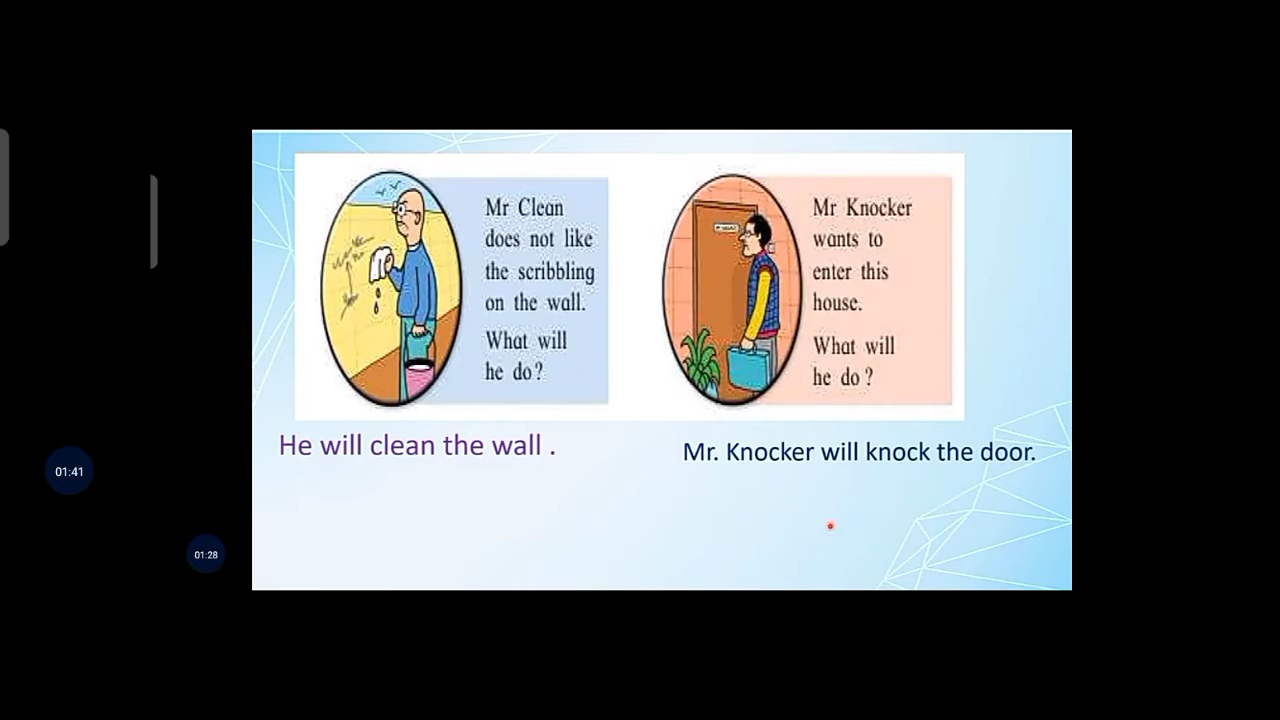 Mr Clean
does not like
the scribbling
on the wall.
What will
he do?
Mr Knocker
wants to
enter this
house.
What will
he do?
He will clean the wall .
Mr. Knocker will knock the door.
01:41
01:28